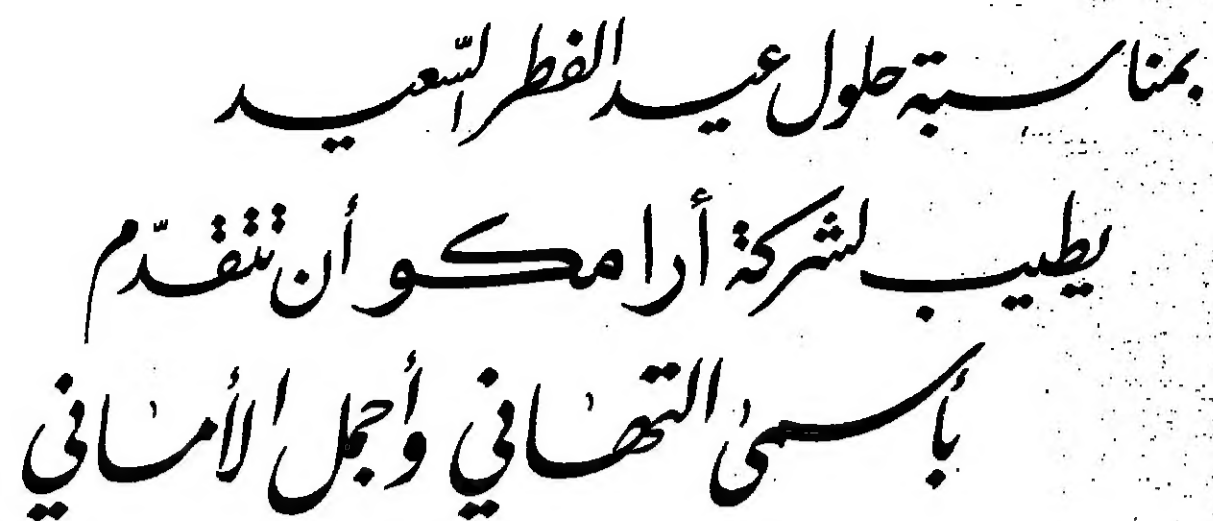 بمناسبة حلول عيد الفطر السّعيد
يطيب لشركة أرامكو أن تتقدّم
بأسمىٰ التهاني وأجمل الأماني